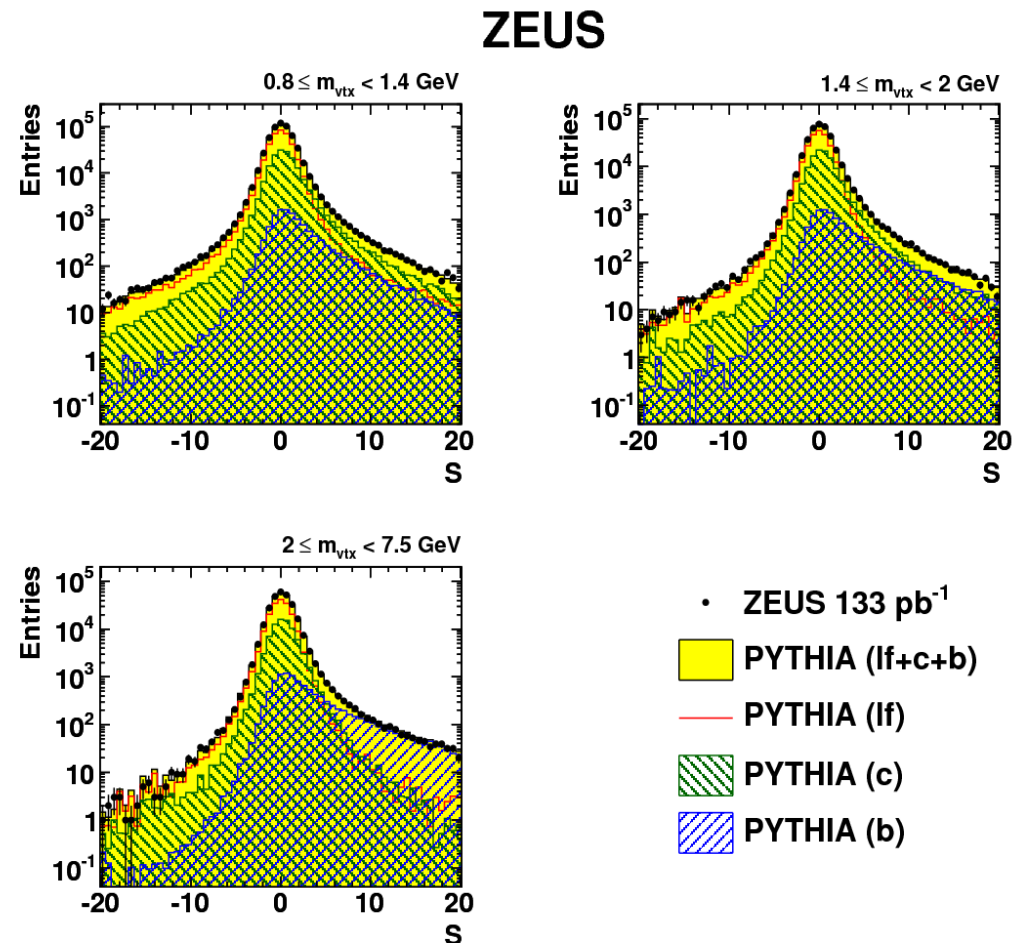 ZEUS
0.8 ≤ m_vtx < 1.4 GeV
Entries
10^5
10^4
10^3
10^2
10
1
10^-1
-20 -10 0 10 20
S
1.4 ≤ m_vtx < 2 GeV
Entries
10^5
10^4
10^3
10^2
10
1
10^-1
-20 -10 0 10 20
S
2 ≤ m_vtx < 7.5 GeV
Entries
10^5
10^4
10^3
10^2
10
1
10^-1
-20 -10 0 10 20
S
ZEUS 133 pb^-1
PYTHIA (lf+c+b)
PYTHIA (lf)
PYTHIA (c)
PYTHIA (b)